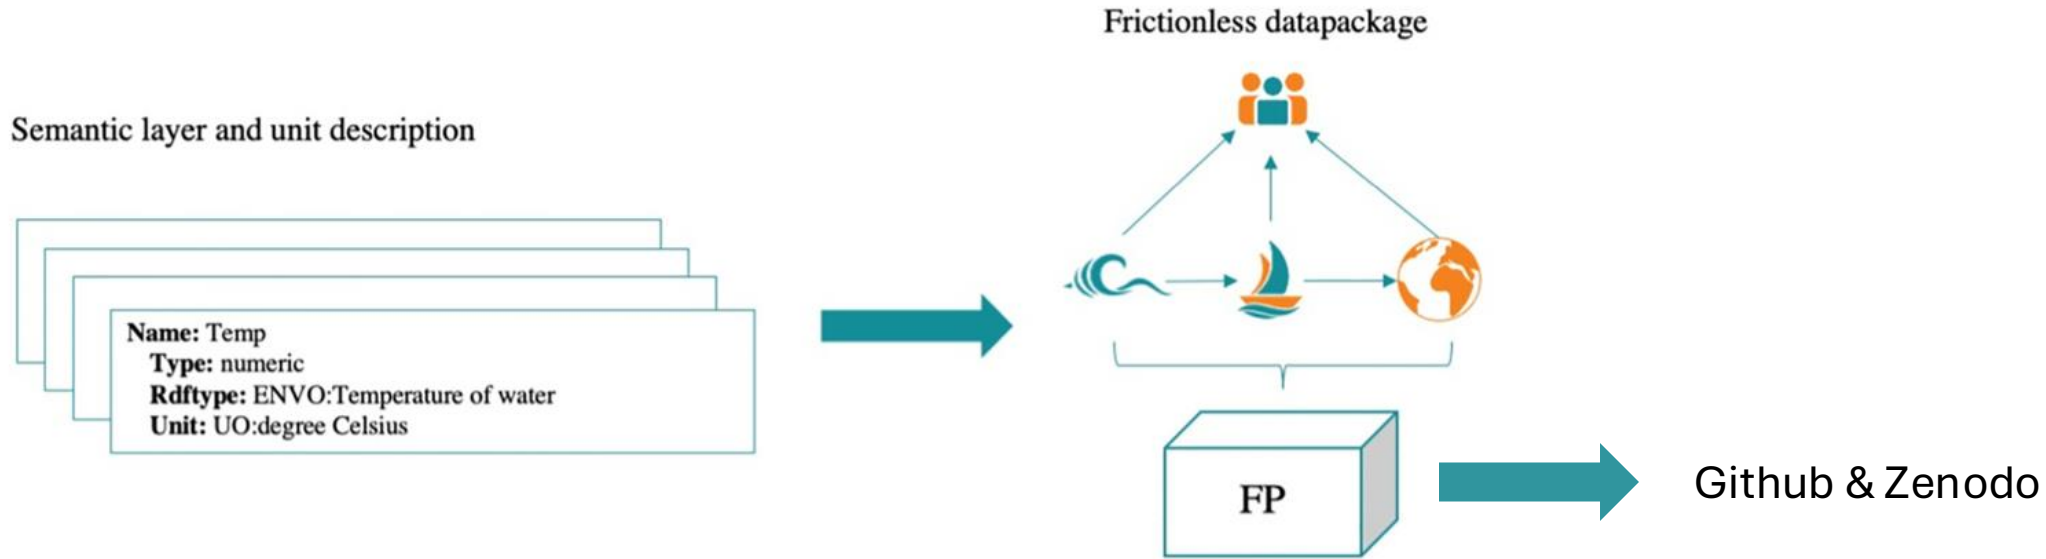 Frictionless datapackage
Semantic layer and unit description
Name: Temp
Type: numeric
Rdftype: ENVO:Temperature of water
Unit: UO:degree Celsius
FP
Github & Zenodo